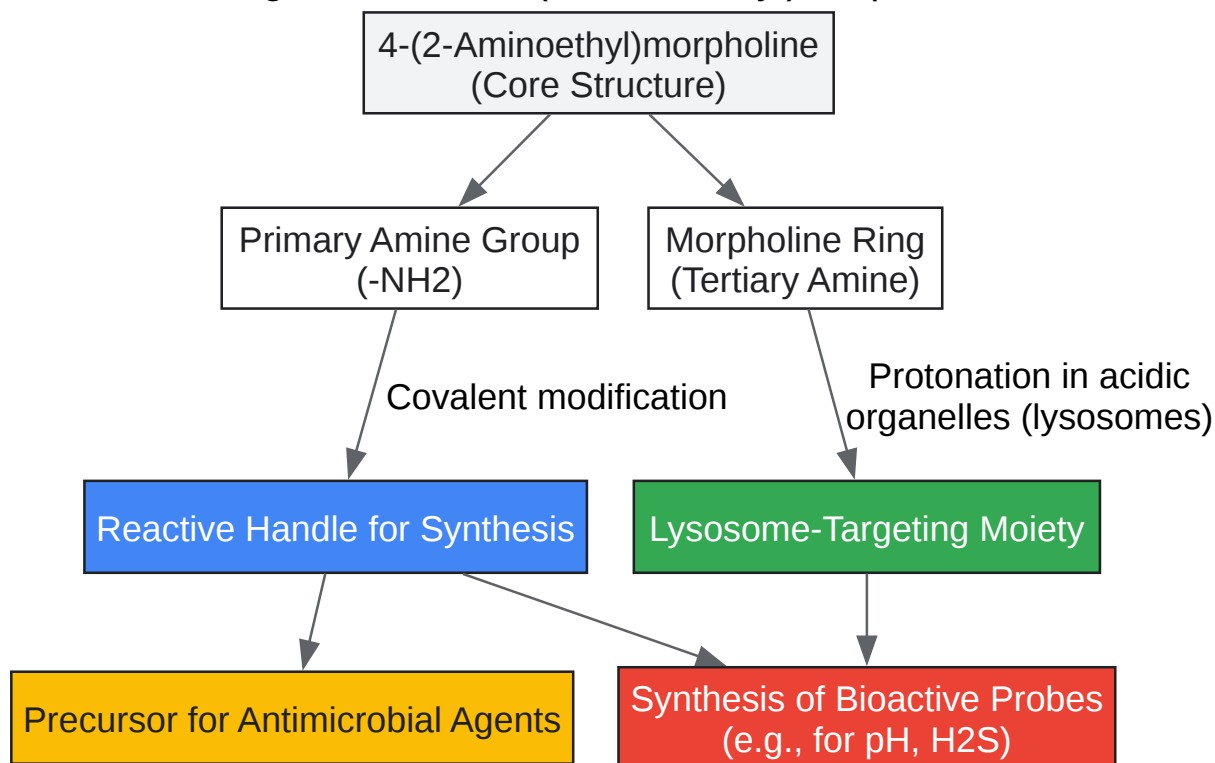 4-(2-Aminoethyl)morpholine
(Core Structure)
Primary Amine Group
(-NH2)
Morpholine Ring
(Tertiary Amine)
Covalent modification
Protonation in acidic
organelles (lysosomes)
Reactive Handle for Synthesis
Lysosome-Targeting Moiety
Precursor for Antimicrobial Agents
Synthesis of Bioactive Probes
(e.g., for pH, H2S)